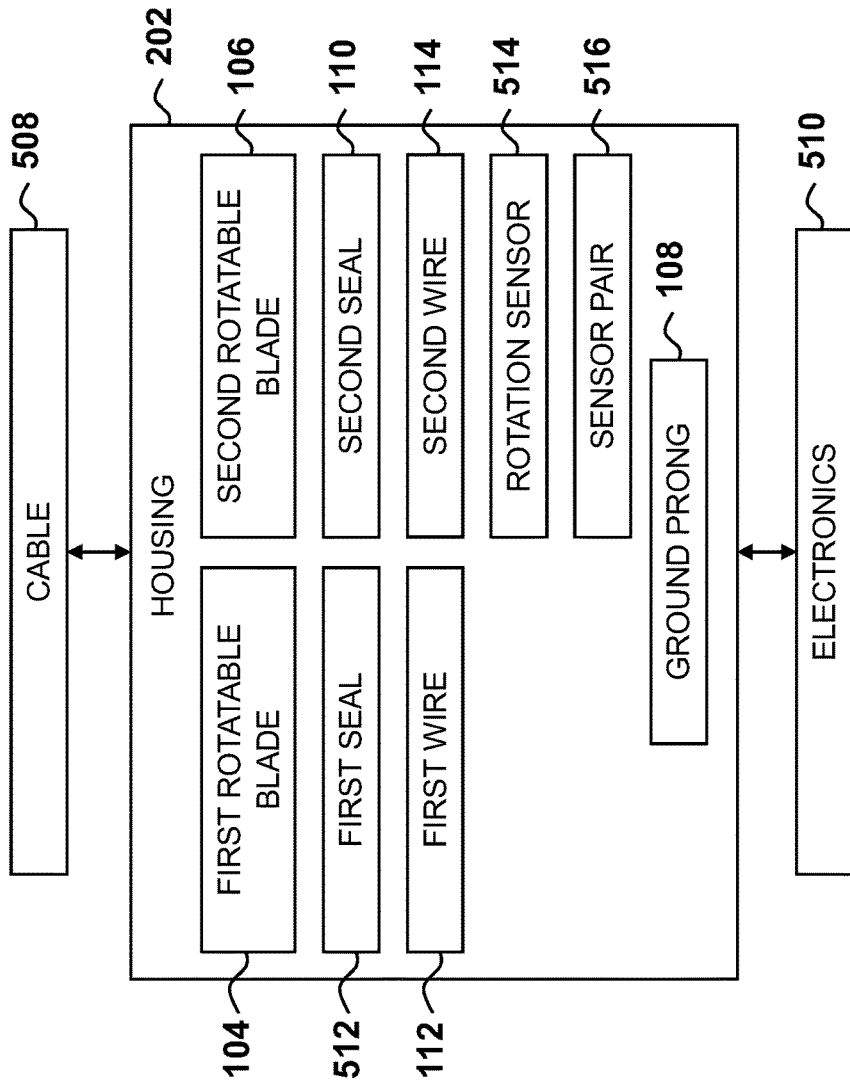 CABLE
508
HOUSING
202
FIRST ROTATABLE
BLADE
104
SECOND ROTATABLE
BLADE
106
FIRST SEAL
512
SECOND SEAL
110
FIRST WIRE
112
SECOND WIRE
114
ROTATION SENSOR
514
SENSOR PAIR
516
GROUND PRONG
108
ELECTRONICS
510